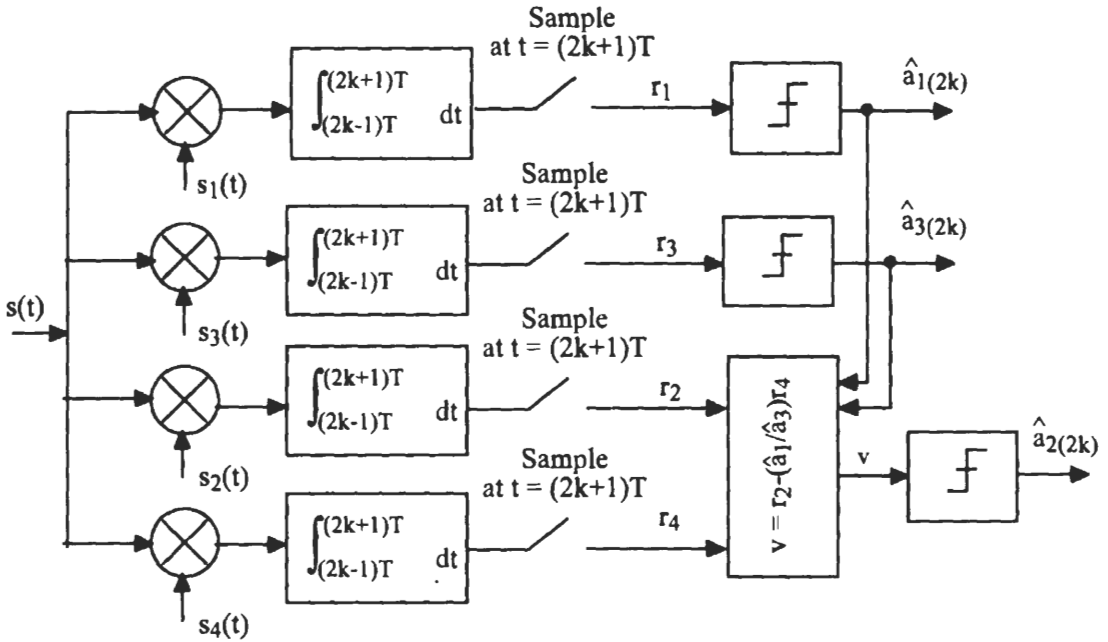 Sample
at t = (2k+1)T
∫(2k+1)T
(2k-1)T dt
r₁
â₁(2k)
s₁(t)
Sample
at t = (2k+1)T
∫(2k+1)T
(2k-1)T dt
r₃
â₃(2k)
s(t)
s₃(t)
Sample
at t = (2k+1)T
∫(2k+1)T
(2k-1)T dt
r₂
s₂(t)
v = r₂-(â₁/â₃)r₄
v
â₂(2k)
Sample
at t = (2k+1)T
∫(2k+1)T
(2k-1)T dt
r₄
s₄(t)